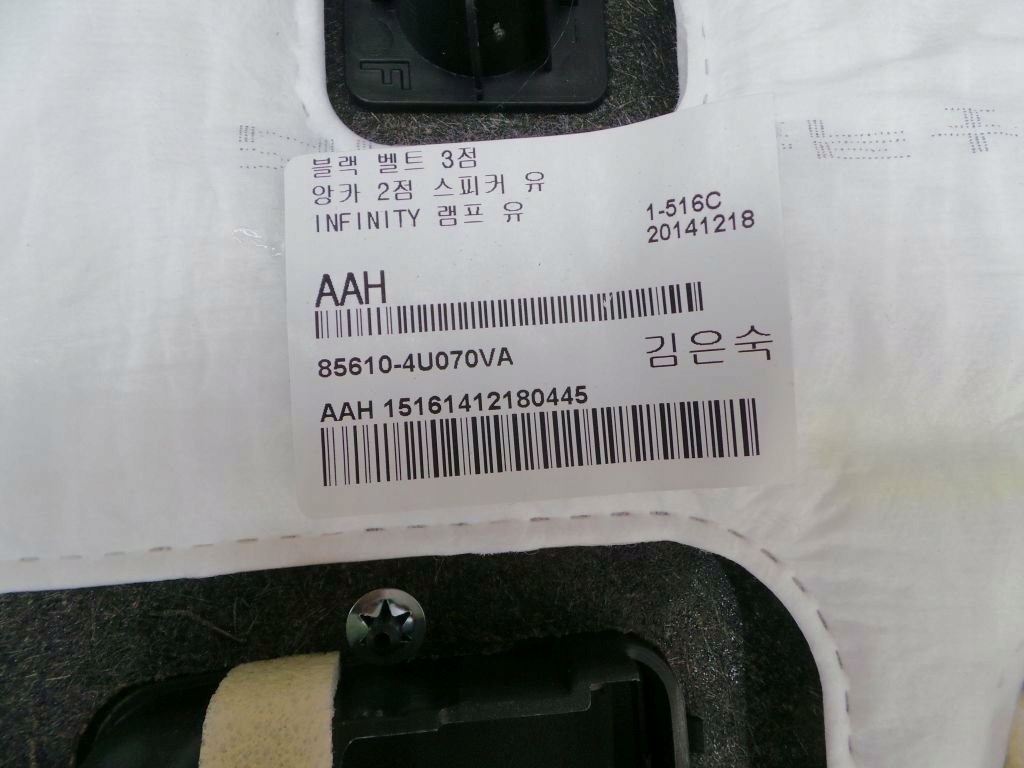 블랙 벨트 3점
앙카 2점 스피커 유
INFINITY 램프 유
1-516C
20141218
AAH
85610-4U070VA
김은숙
AAH 15161412180445